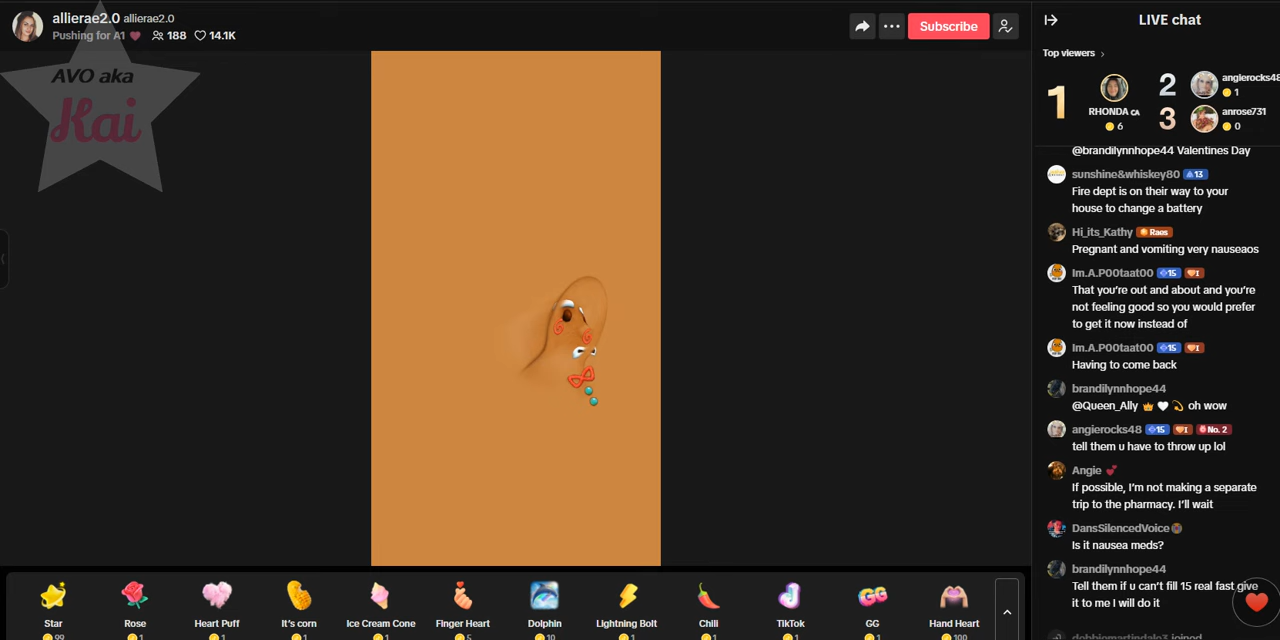 allierae2.0 allierae2.0
Pushing for A1 188 14.1K
Subscribe
AVO aka
Kai
LIVE chat
Top viewers
1
RHONDA CA
6
2
angierocks48
1
3
anrose731
0
@brandilynnhope44 Valentines Day
sunshine&whiskey80 13
Fire dept is on their way to your
house to change a battery
Hi_its_Kathy Raes
Pregnant and vomiting very nauseaos
Im.A.P00taat00 15 I
That you're out and about and you're
not feeling good so you would prefer
to get it now instead of
Im.A.P00taat00 15 I
Having to come back
brandilynnhope44
@Queen_Ally oh wow
angierocks48 15 I No. 2
tell them u have to throw up lol
Angie
If possible, I'm not making a separate
trip to the pharmacy. I'll wait
DansSilencedVoice
Is it nausea meds?
brandilynnhope44
Tell them if u can't fill 15 real fast give
it to me I will do it
debbiemartindale3 joined
Star
99
Rose
1
Heart Puff
1
It's corn
1
Ice Cream Cone
1
Finger Heart
5
Dolphin
10
Lightning Bolt
1
Chili
1
TikTok
1
GG
GG
1
Hand Heart
100